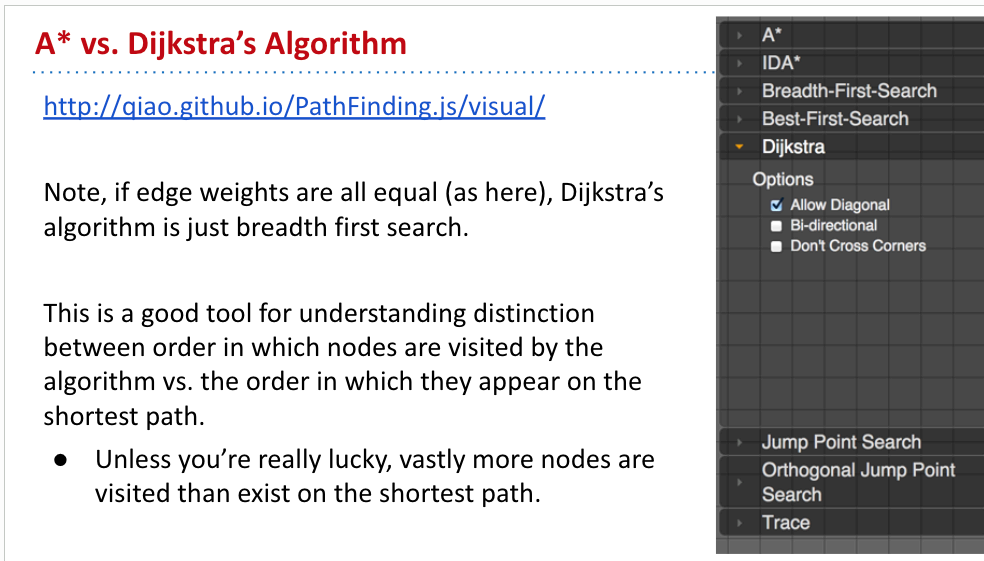 A* vs. Dijkstra's Algorithm
http://qiao.github.io/PathFinding.js/visual/
Note, if edge weights are all equal (as here), Dijkstra's
algorithm is just breadth first search.
This is a good tool for understanding distinction
between order in which nodes are visited by the
algorithm vs. the order in which they appear on the
shortest path.
● Unless you're really lucky, vastly more nodes are
visited than exist on the shortest path.
A*
IDA*
Breadth-First-Search
Best-First-Search
Dijkstra
Options
Allow Diagonal
Bi-directional
Don't Cross Corners
Jump Point Search
Orthogonal Jump Point
Search
Trace